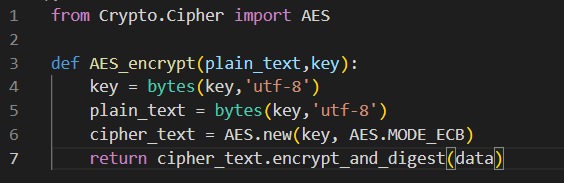 1 from Crypto.Cipher import AES
2
3 def AES_encrypt(plain_text,key):
4     key = bytes(key,'utf-8')
5     plain_text = bytes(key,'utf-8')
6     cipher_text = AES.new(key, AES.MODE_ECB)
7     return cipher_text.encrypt_and_digest(data)